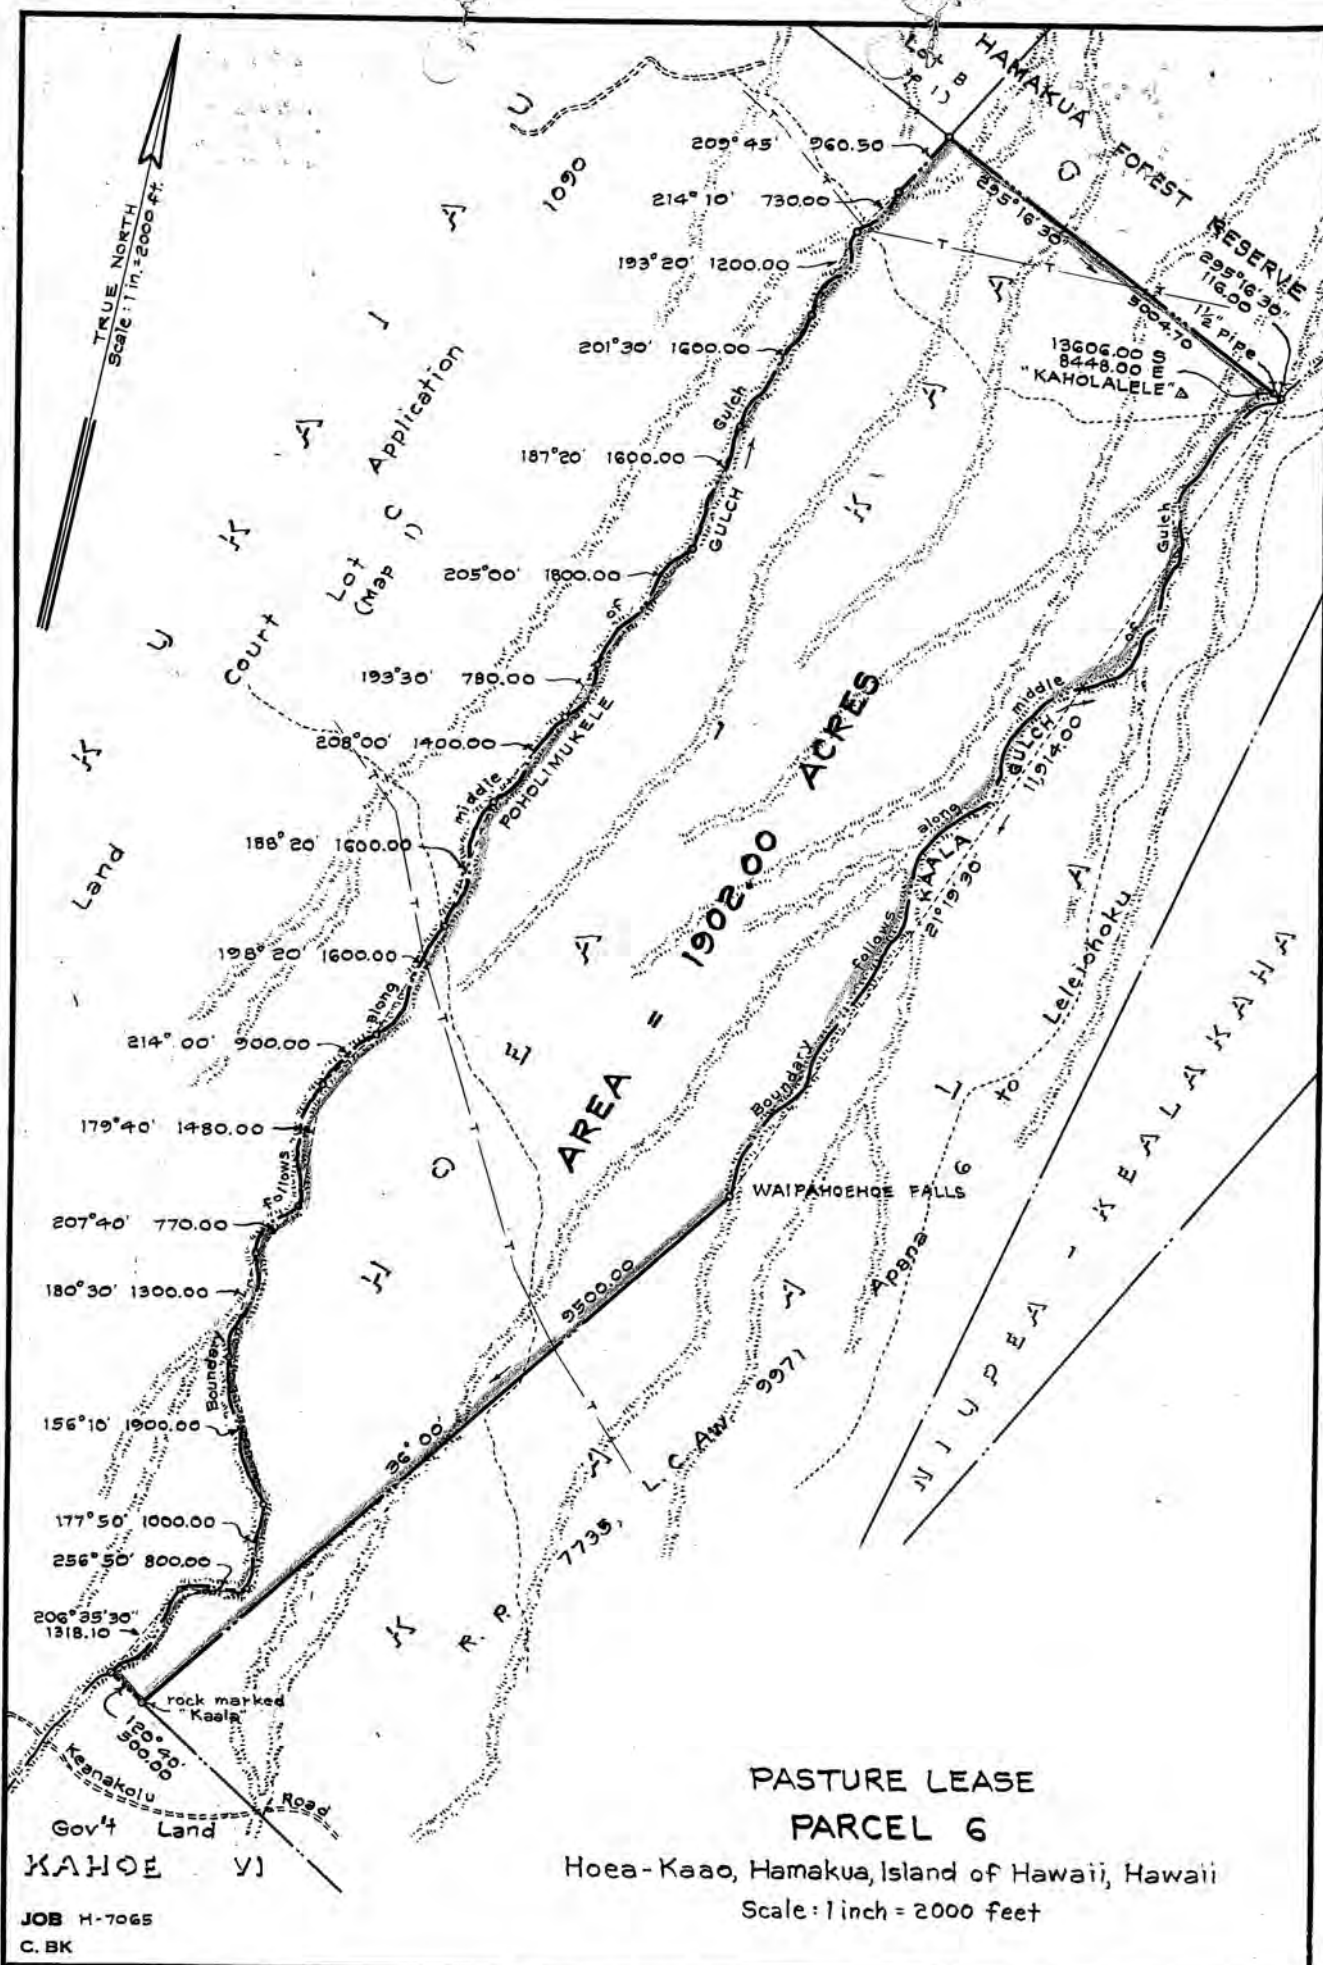 TRUE NORTH
Scale: 1 in. = 2000 ft.
Lot B
HAMAKUA FOREST RESERVE
209°45' 960.50
214°10' 730.00
193°20' 1200.00
201°30' 1600.00
187°20' 1600.00
205°00' 1800.00
193°30' 780.00
208°00' 1400.00
188°20' 1600.00
198°20' 1600.00
214°00' 900.00
179°40' 1480.00
207°40' 770.00
180°30' 1300.00
156°10' 1900.00
177°50' 1000.00
256°50' 800.00
206°35'30"
1318.10
295°16'30"
5004.70
295°16'30"
116.00
1½" pipe
13606.00 S
8448.00 E
"KAHOLALELE"
Land Court Application 1090
Lot C
(Map 1)
Boundary follows along middle of Gulch
POHOLIMUKELE GULCH
Boundary follows along middle of Gulch
KAALA GULCH
21°19'30"
11,914.00
AREA = 1902.00 ACRES
WAIPAHOEHOE FALLS
9500.00
36°00'
R. P. 7735, L. C. Aw. 9971
Apana 6 to Leleiohoku
NIUPEA - KEALAKAHA
rock marked
"Kaala"
120°40'
500.00
Keanakolu Road
Gov't Land
KAHOE VI
PASTURE LEASE
PARCEL 6
Hoea-Kaao, Hamakua, Island of Hawaii, Hawaii
Scale: 1 inch = 2000 feet
JOB H-7065
C. BK